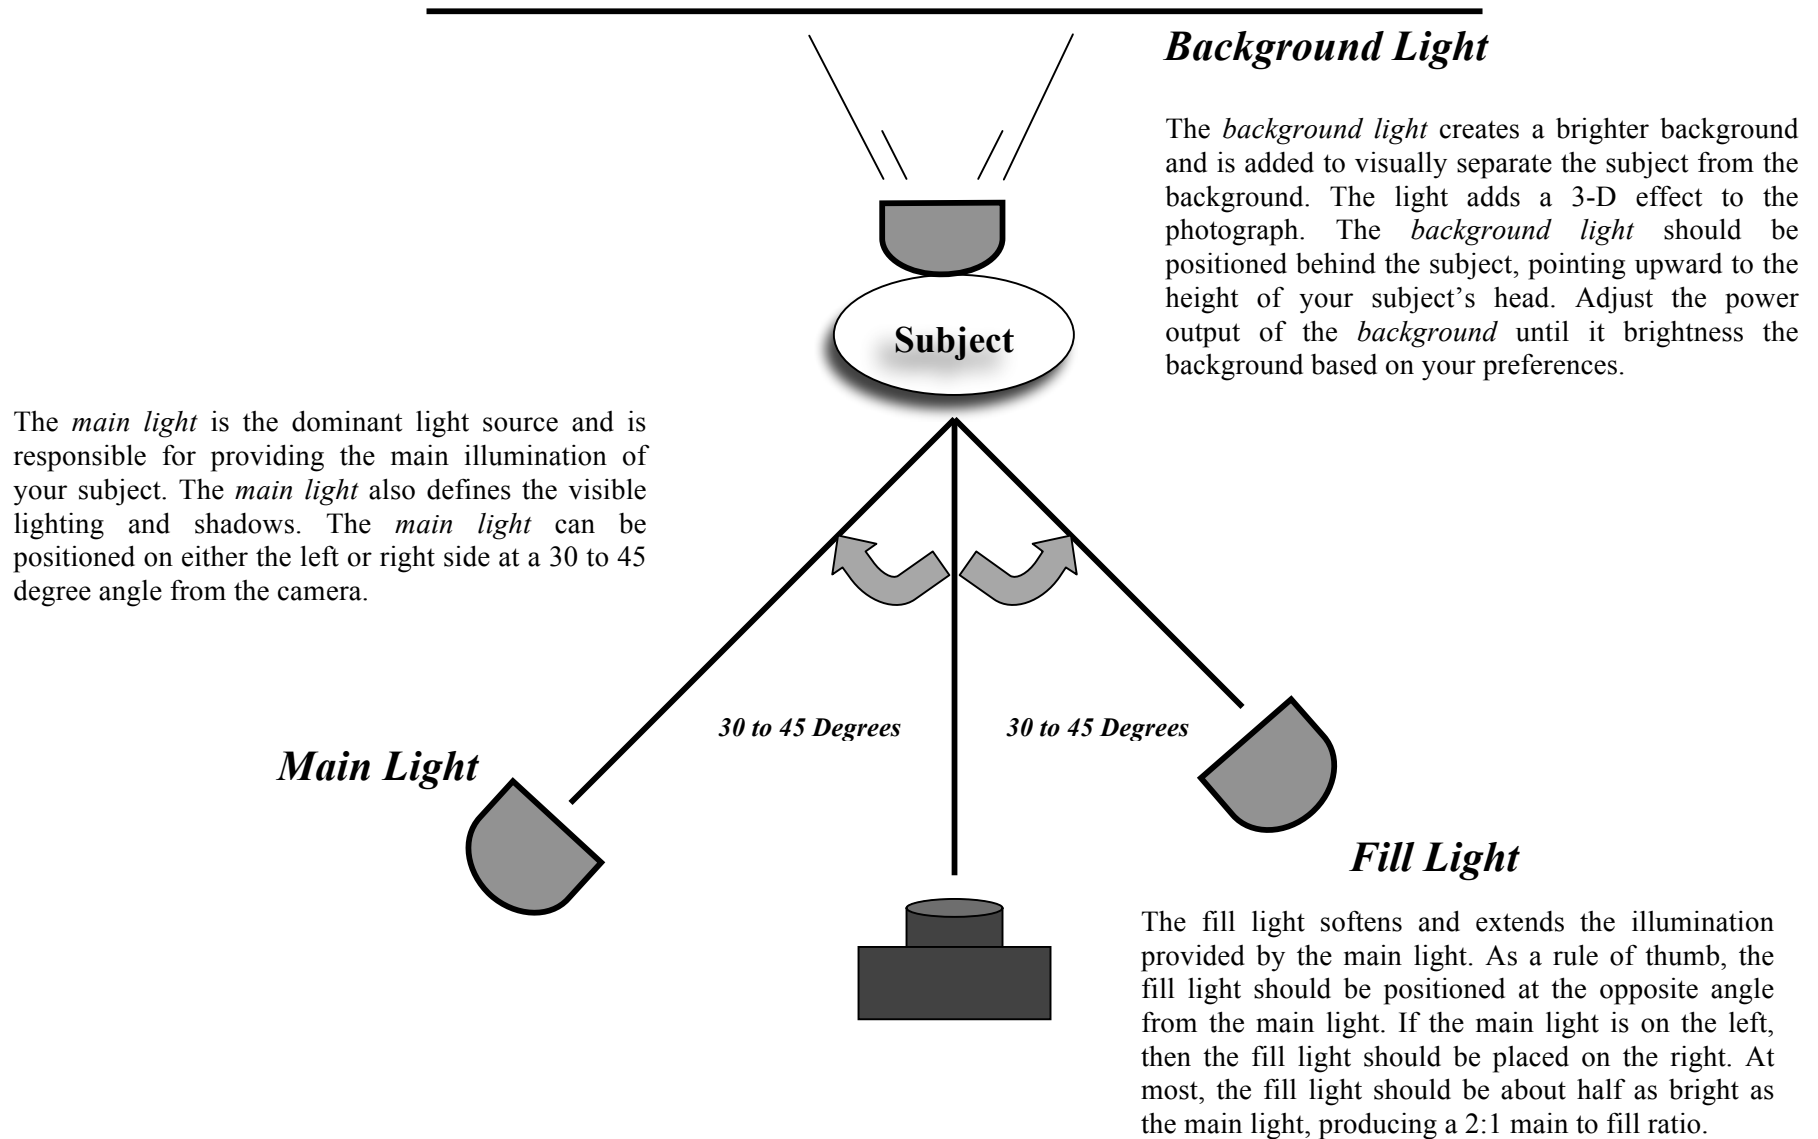 Background Light
The background light creates a brighter background
and is added to visually separate the subject from the
background. The light adds a 3-D effect to the
photograph. The background light should be
positioned behind the subject, pointing upward to the
height of your subject’s head. Adjust the power
output of the background until it brightness the
background based on your preferences.
Subject
The main light is the dominant light source and is
responsible for providing the main illumination of
your subject. The main light also defines the visible
lighting and shadows. The main light can be
positioned on either the left or right side at a 30 to 45
degree angle from the camera.
30 to 45 Degrees
30 to 45 Degrees
Main Light
Fill Light
The fill light softens and extends the illumination
provided by the main light. As a rule of thumb, the
fill light should be positioned at the opposite angle
from the main light. If the main light is on the left,
then the fill light should be placed on the right. At
most, the fill light should be about half as bright as
the main light, producing a 2:1 main to fill ratio.